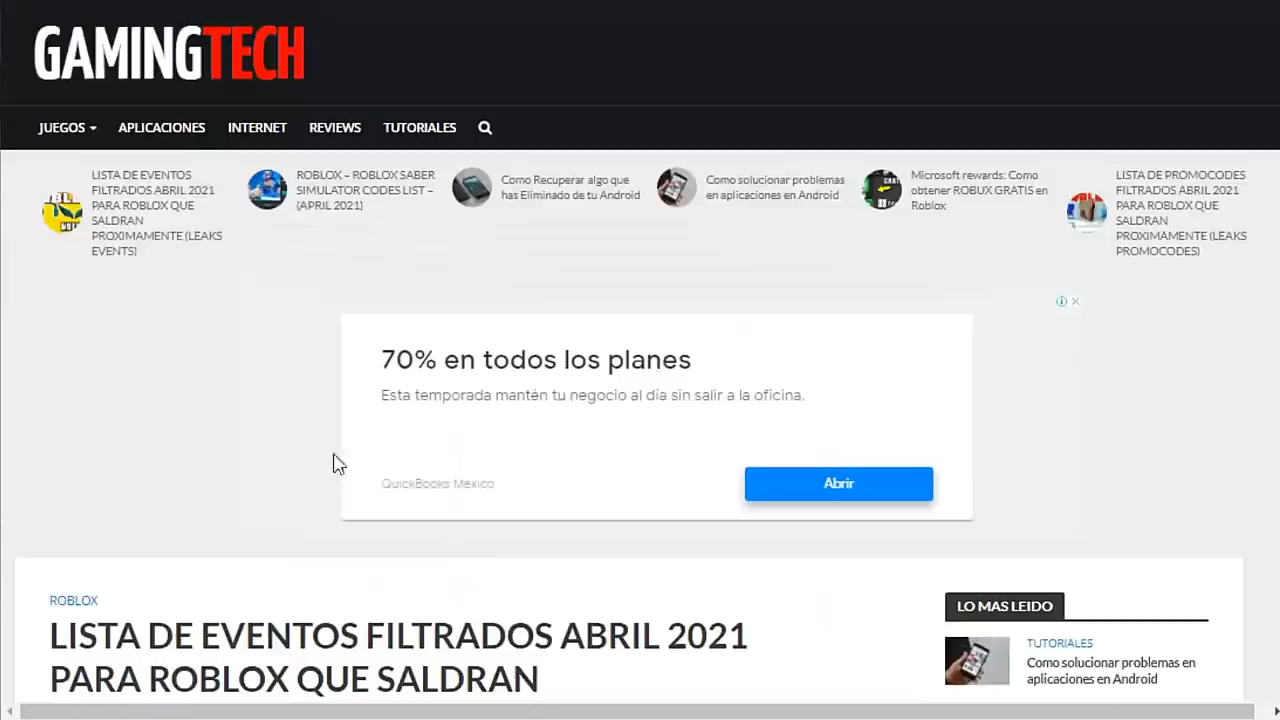 GAMINGTECH
JUEGOS APLICACIONES INTERNET REVIEWS TUTORIALES
LISTA DE EVENTOS
FILTRADOS ABRIL 2021
PARA ROBLOX QUE
SALDRAN
PROXIMAMENTE (LEAKS
EVENTS)
ROBLOX – ROBLOX SABER
SIMULATOR CODES LIST –
(APRIL 2021)
Como Recuperar algo que
has Eliminado de tu Android
Como solucionar problemas
en aplicaciones en Android
Microsoft rewards: Como
obtener ROBUX GRATIS en
Roblox
LISTA DE PROMOCODES
FILTRADOS ABRIL 2021
PARA ROBLOX QUE
SALDRAN
PROXIMAMENTE (LEAKS
PROMOCODES)
70% en todos los planes
Esta temporada mantén tu negocio al día sin salir a la oficina.
QuickBooks Mexico
Abrir
ROBLOX
LISTA DE EVENTOS FILTRADOS ABRIL 2021
PARA ROBLOX QUE SALDRAN
LO MAS LEIDO
TUTORIALES
Como solucionar problemas en
aplicaciones en Android